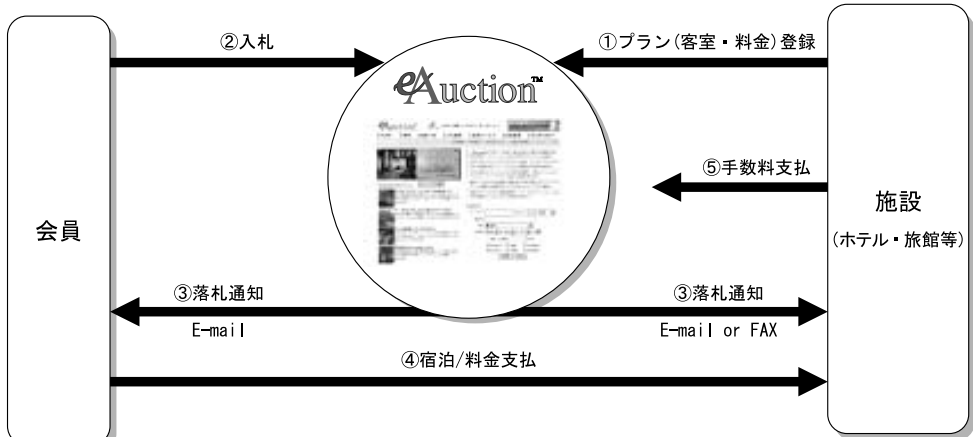 ②入札
①プラン(客室・料金)登録
eAuction™
⑤手数料支払
会員
施設
(ホテル・旅館等)
③落札通知
E-mail
③落札通知
E-mail or FAX
④宿泊/料金支払